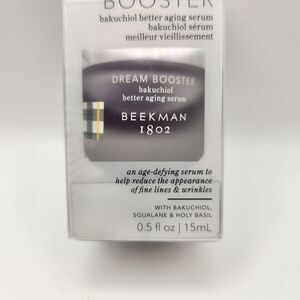 BOOSTER
bakuchiol better aging serum
bakuchiol sérum
meilleur vieillissement
DREAM BOOSTER
bakuchiol
better aging serum
BEEKMAN
1802
an age-defying serum to
help reduce the appearance
of fine lines & wrinkles
WITH BAKUCHIOL,
SQUALANE & HOLY BASIL
0.5 fl oz | 15mL